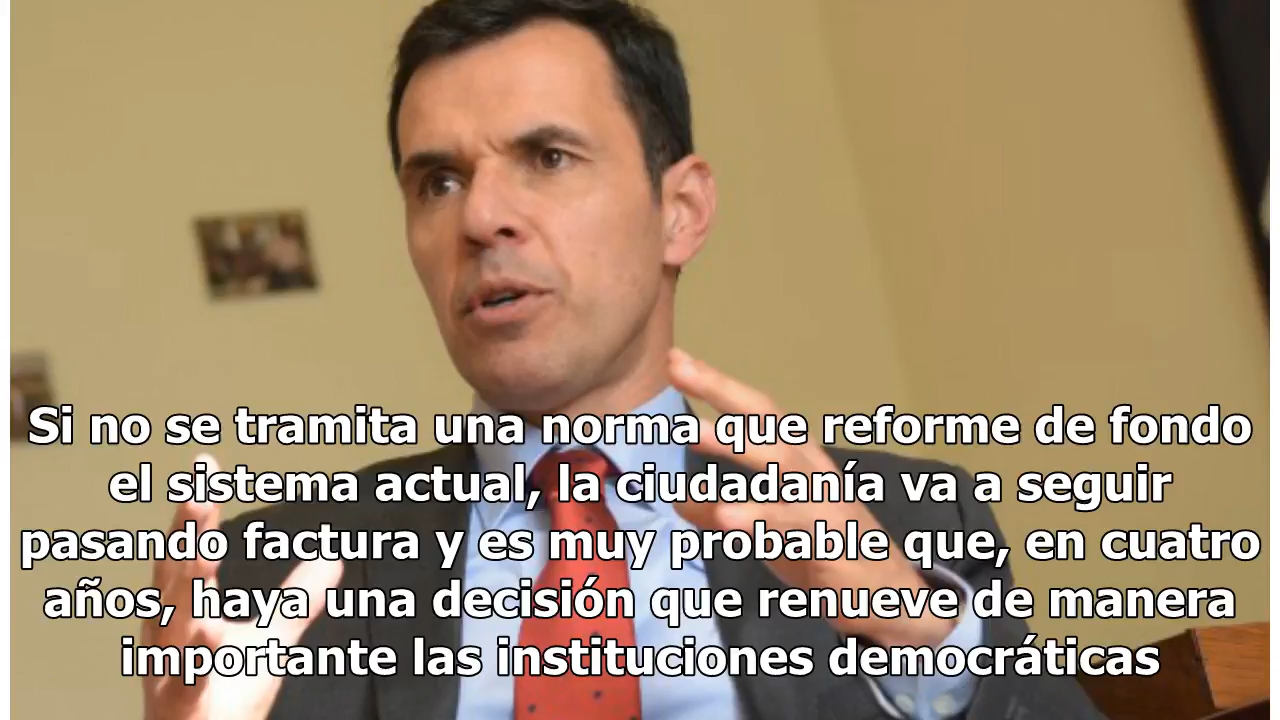 Si no se tramita una norma que reforme de fondo
el sistema actual, la ciudadanía va a seguir
pasando factura y es muy probable que, en cuatro
años, haya una decisión que renueve de manera
importante las instituciones democráticas